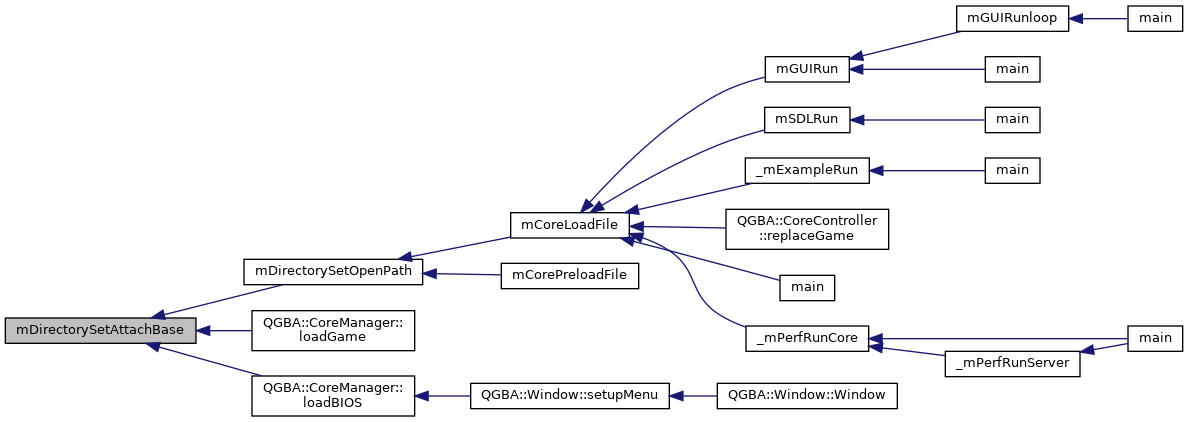 mGUIRunloop
main
mGUIRun
main
mSDLRun
main
_mExampleRun
main
QGBA::CoreController
::replaceGame
mCoreLoadFile
mDirectorySetOpenPath
mCorePreloadFile
main
mDirectorySetAttachBase
QGBA::CoreManager::
loadGame
_mPerfRunCore
main
_mPerfRunServer
QGBA::CoreManager::
loadBIOS
QGBA::Window::setupMenu
QGBA::Window::Window